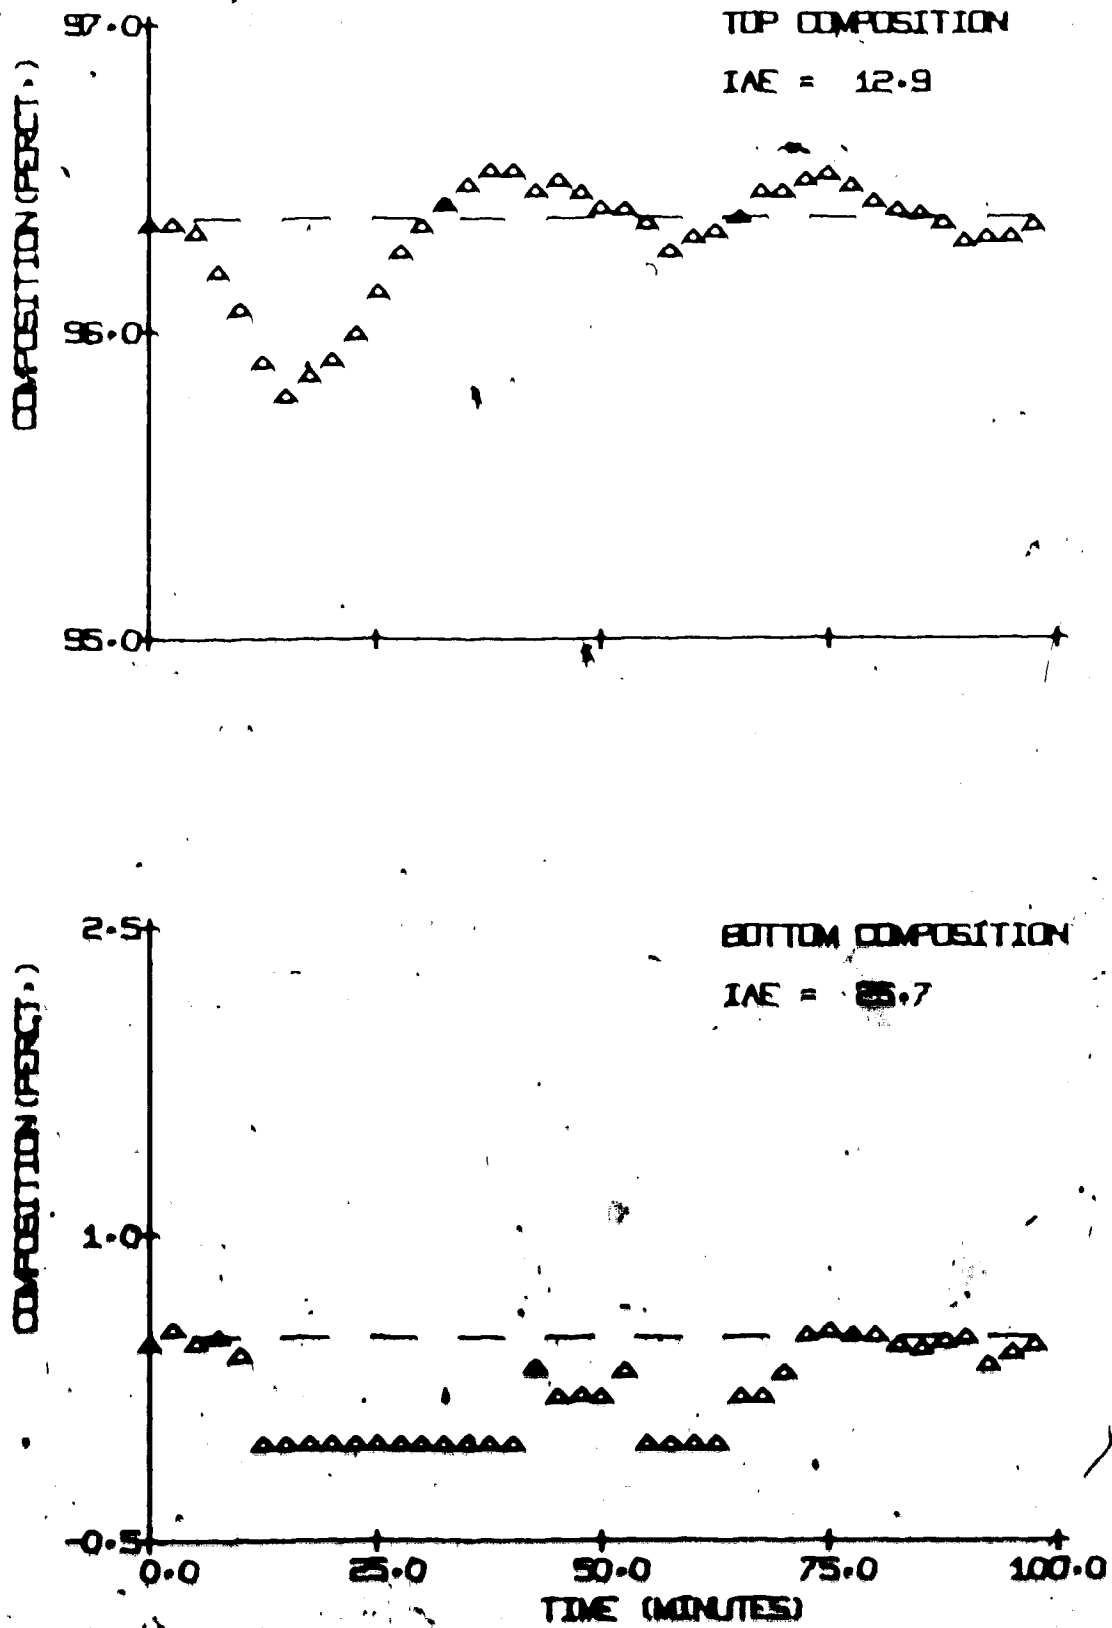 TOP COMPOSITION
IAE = 12.9
97.0
96.0
95.0
COMPOSITION (PERCT.)
BOTTOM COMPOSITION
IAE =
2.5
1.0
-0.5
COMPOSITION (PERCT.)
0.0 25.0 50.0 75.0 100.0
TIME (MINUTES)